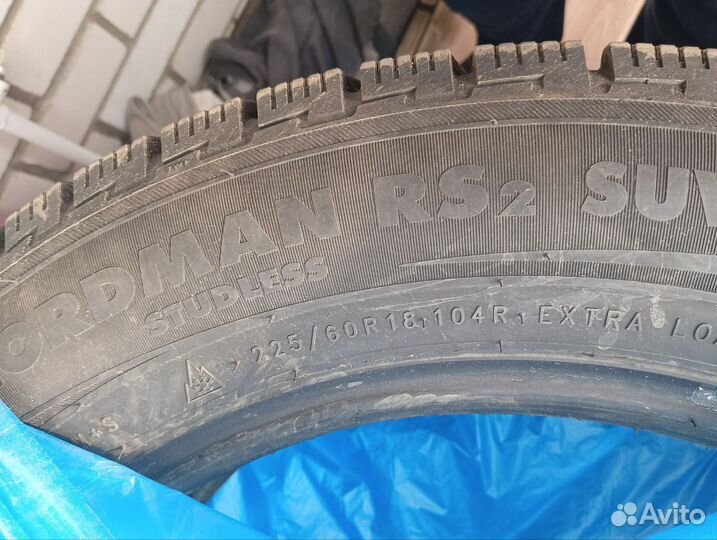 ORDMAN RS2 SUV
STUDLESS
225/60R18 104R EXTRA LOA
M+S
Avito